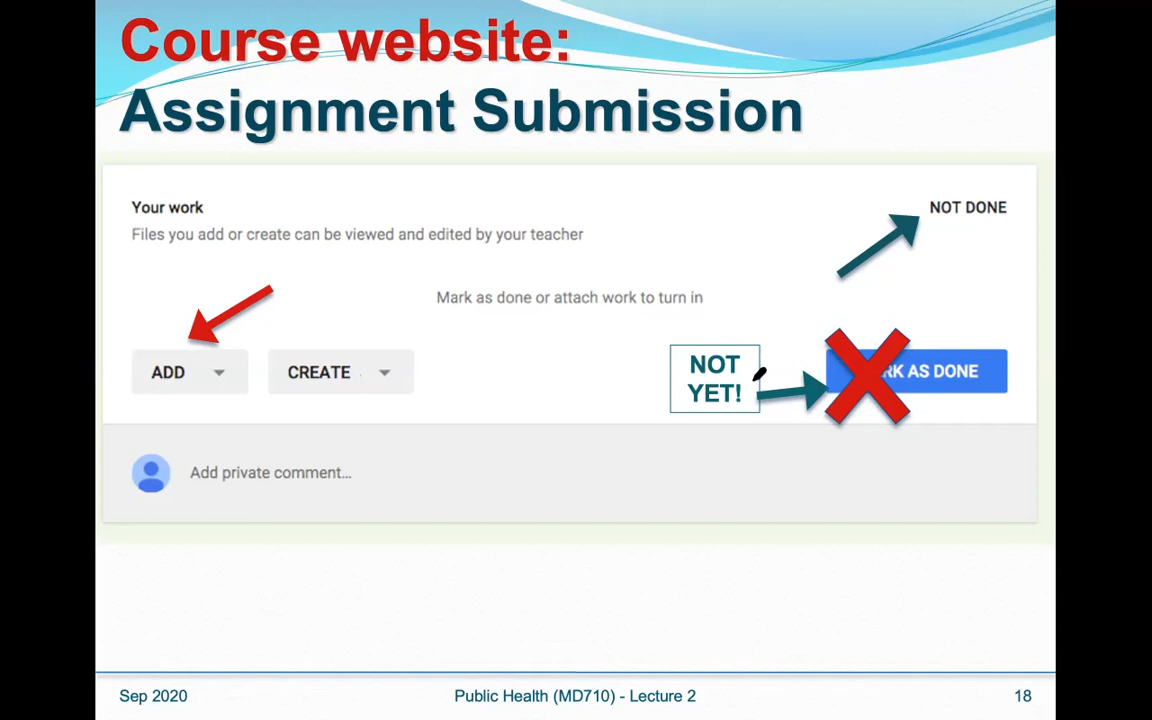 Course website:
Assignment Submission
Your work
NOT DONE
Files you add or create can be viewed and edited by your teacher
Mark as done or attach work to turn in
ADD
CREATE
NOT
YET!
RK AS DONE
Add private comment...
Sep 2020
Public Health (MD710) - Lecture 2
18